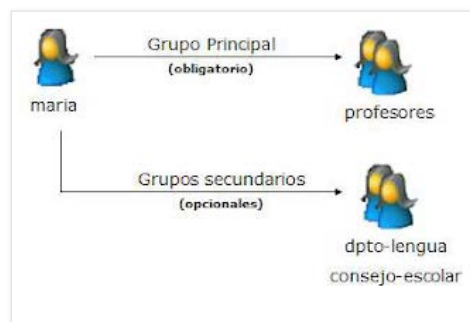 Grupo Principal
(obligatorio)
maria
profesores
Grupos secundarios
(opcionales)
dpto-lengua
consejo-escolar